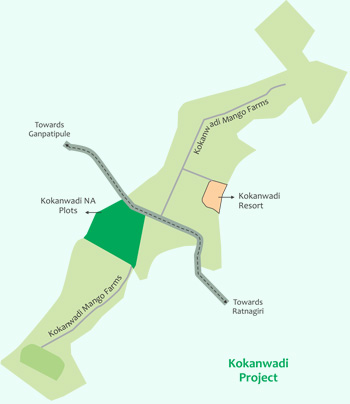 Kokanwadi Mango Farms
Towards
Ganpatipule
Kokanwadi NA
Plots
Kokanwadi
Resort
Kokanwadi Mango Farms
Towards
Ratnagiri
Kokanwadi
Project